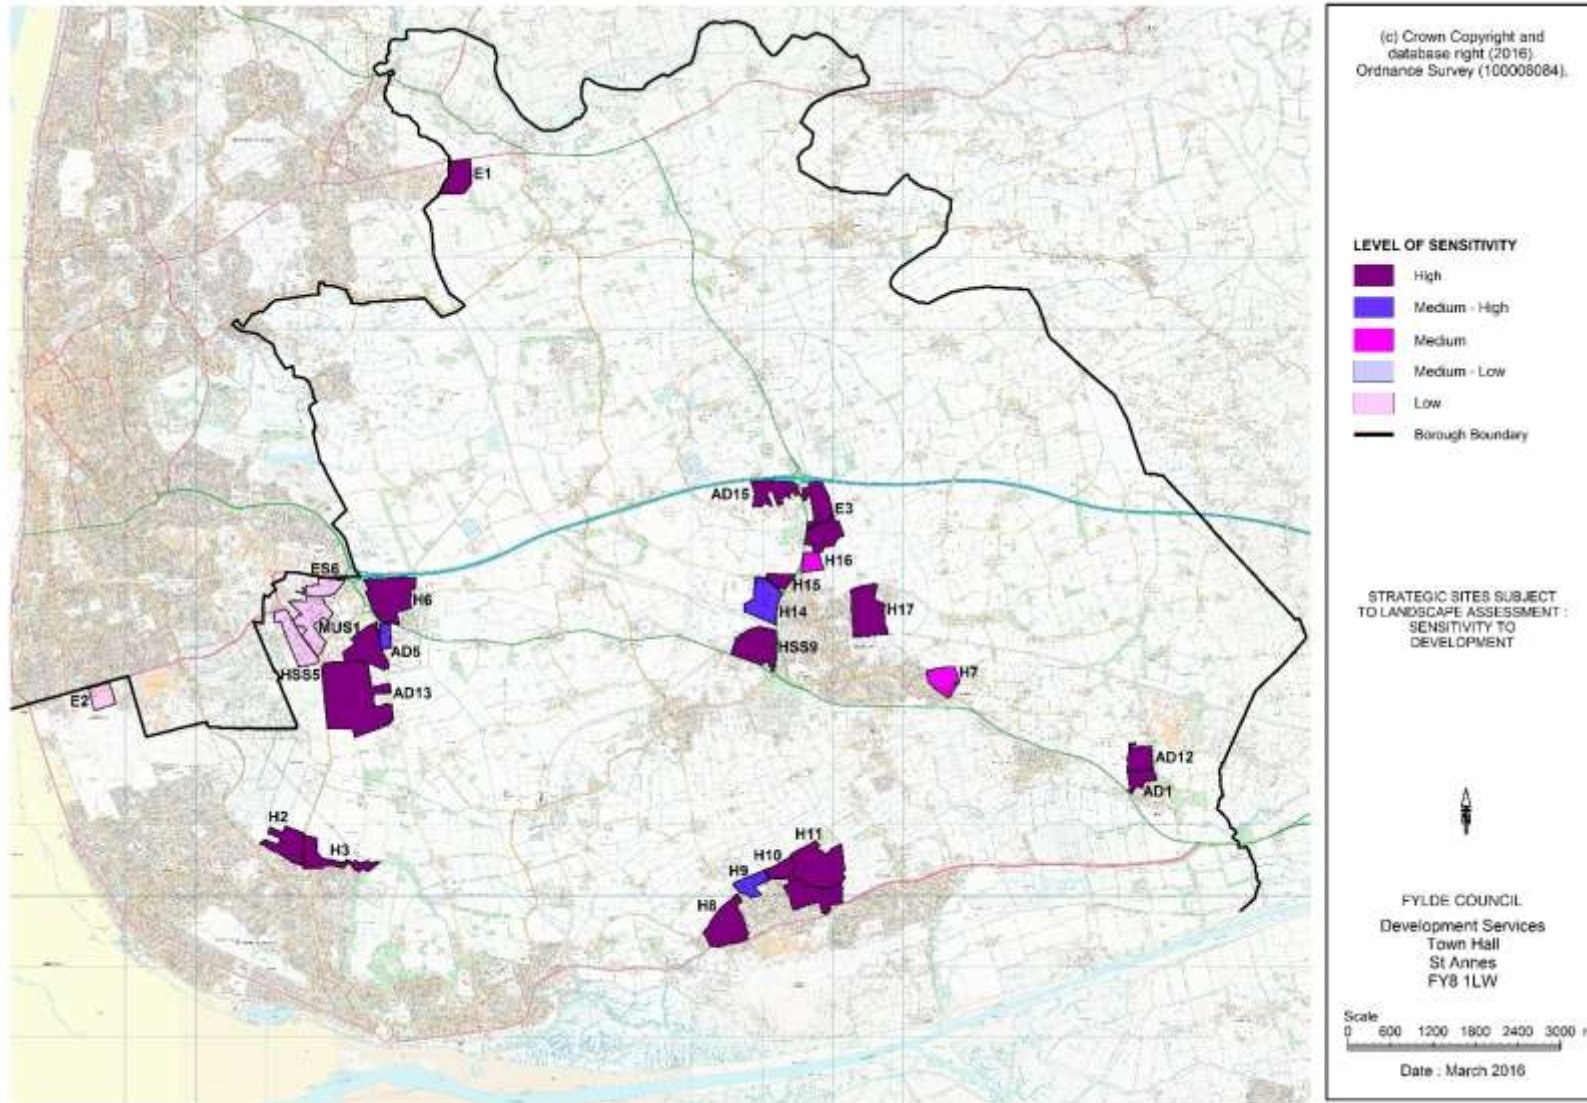 E1
AD15
E3
H16
ES6
H15
H6
H14
H17
MUS1
HSS9
AD5
HSS5
H7
AD13
E2
AD12
AD1
H2
H3
H11
H10
H9
H8
(c) Crown Copyright and
database right (2016).
Ordnance Survey (100006084).
LEVEL OF SENSITIVITY
High
Medium - High
Medium
Medium - Low
Low
Borough Boundary
STRATEGIC SITES SUBJECT
TO LANDSCAPE ASSESSMENT :
SENSITIVITY TO
DEVELOPMENT
FYLDE COUNCIL
Development Services
Town Hall
St Annes
FY8 1LW
Scale
0 600 1200 1800 2400 3000 m
Date : March 2016